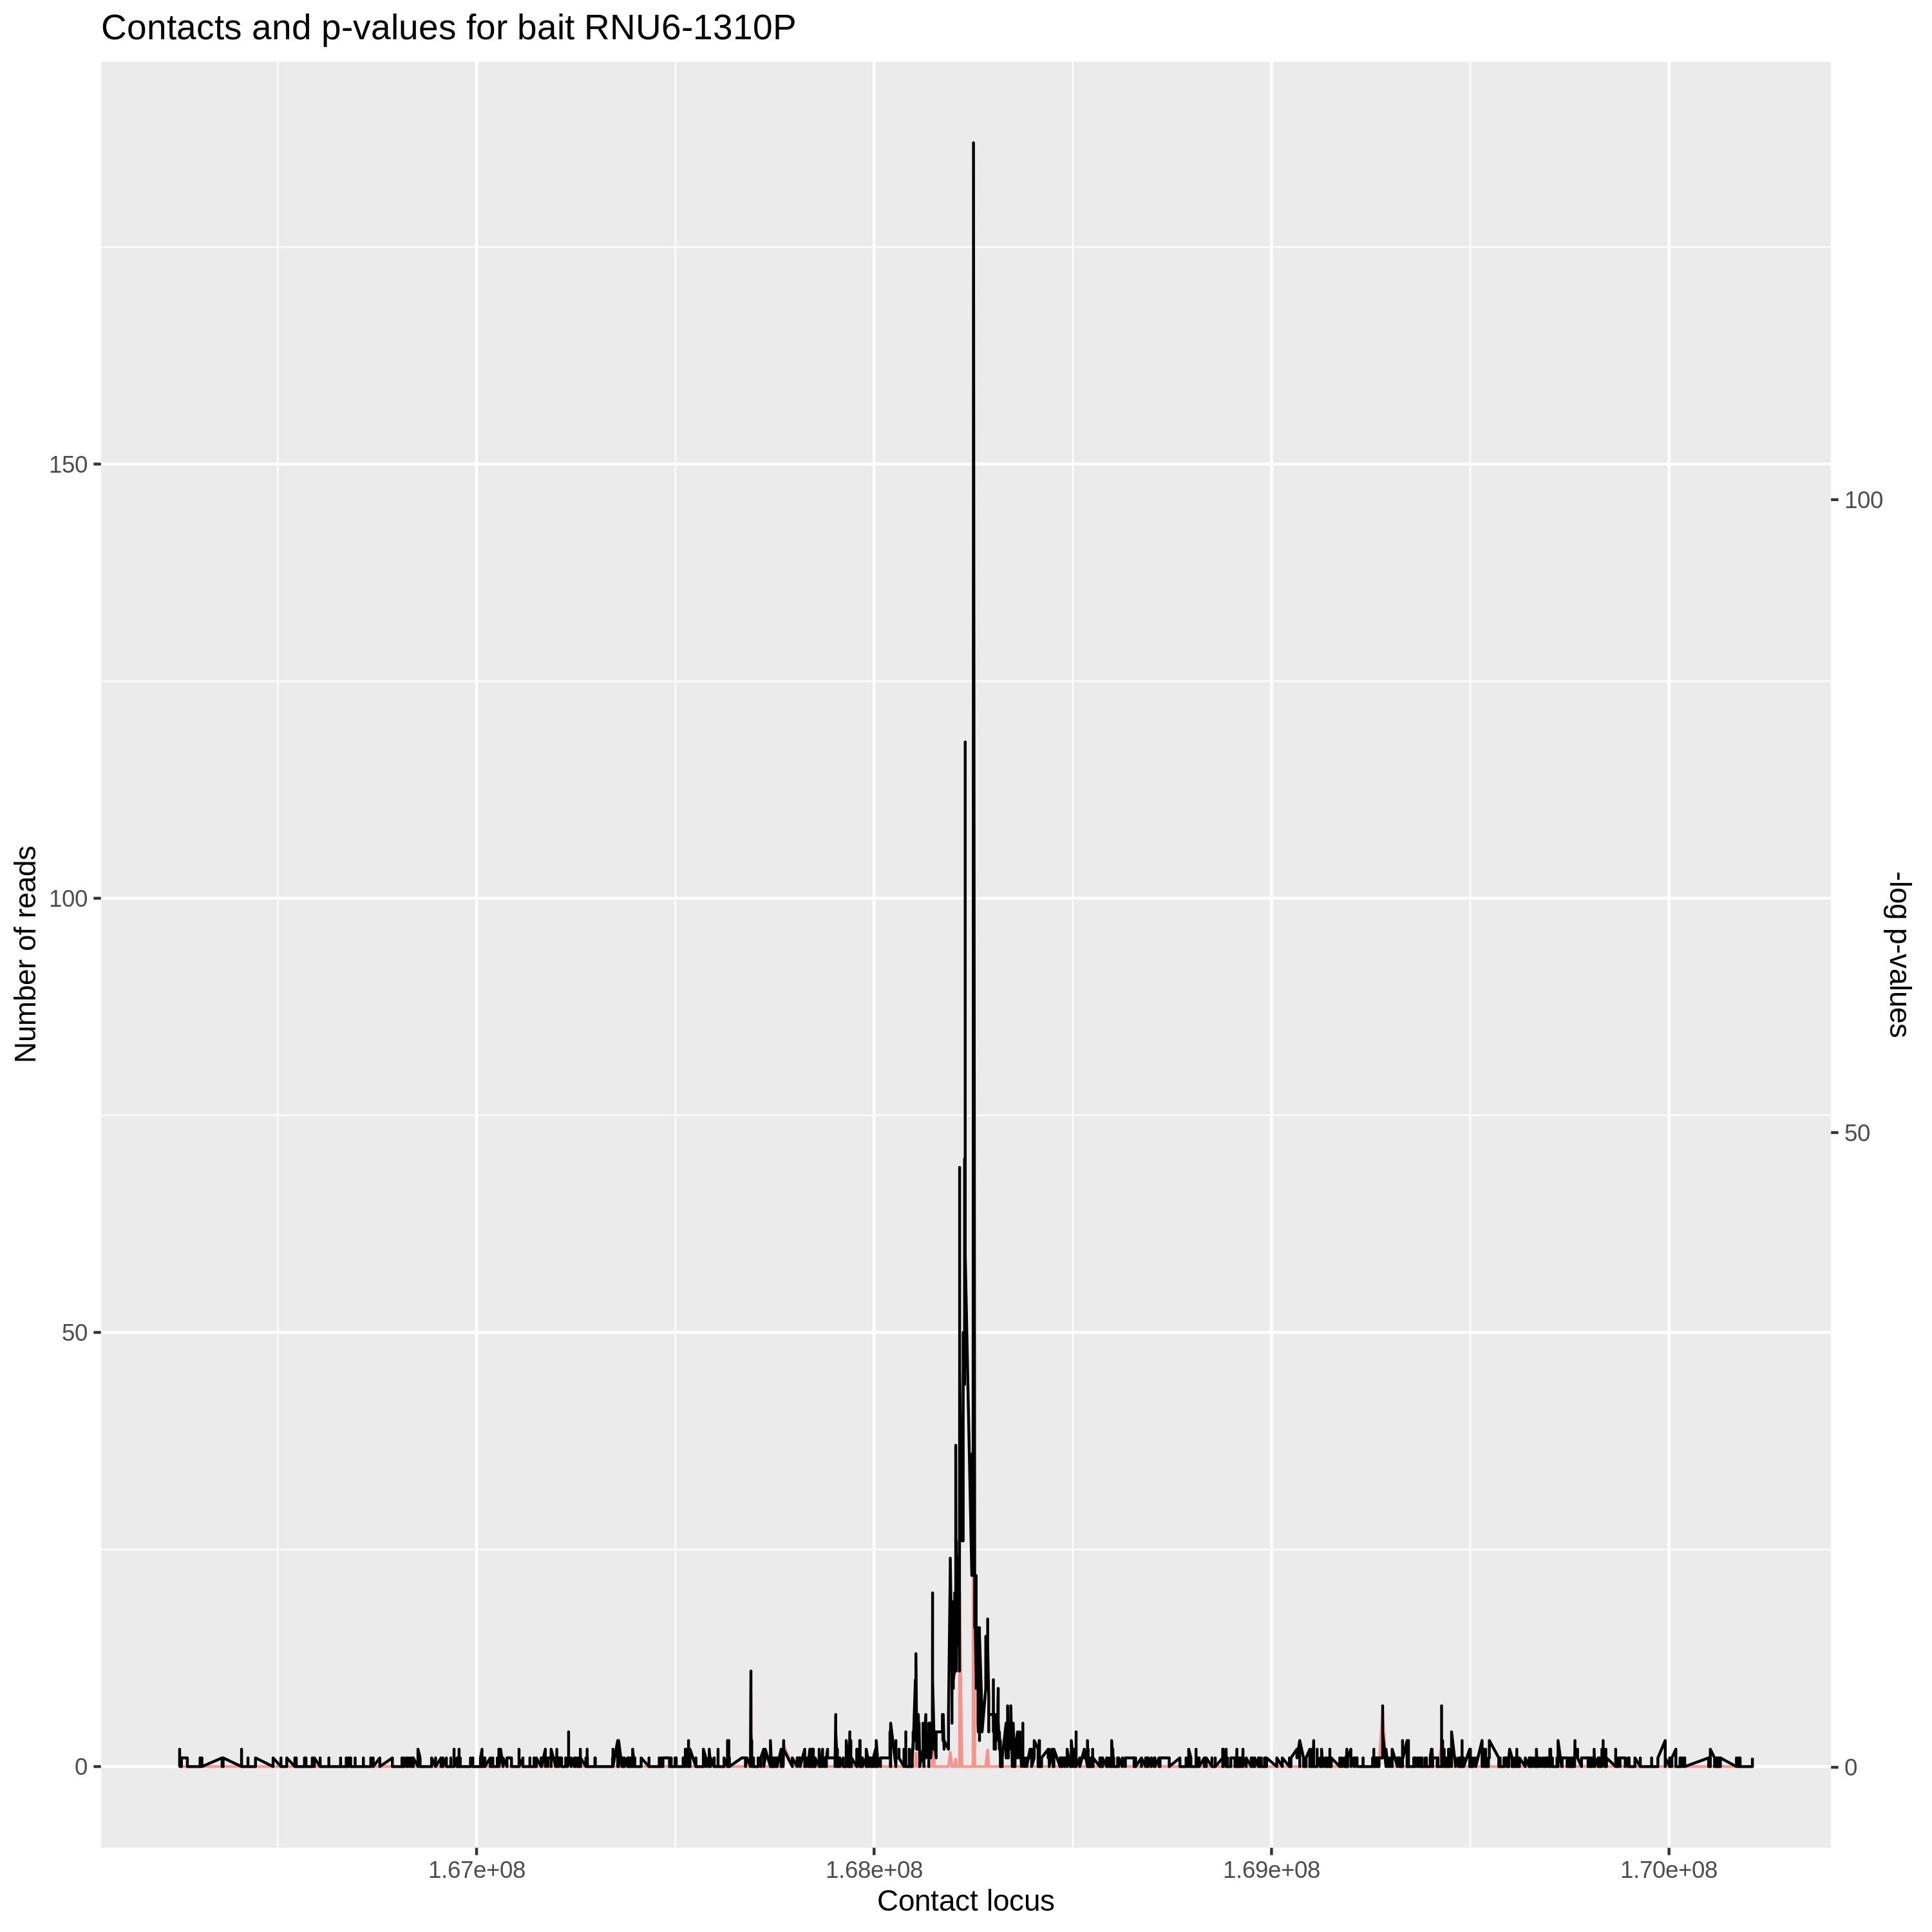 Contacts and p-values for bait RNU6-1310P
Number of reads
150
100
50
0
100
50
0
-log p-values
1.67e+08
1.68e+08
1.69e+08
1.70e+08
Contact locus